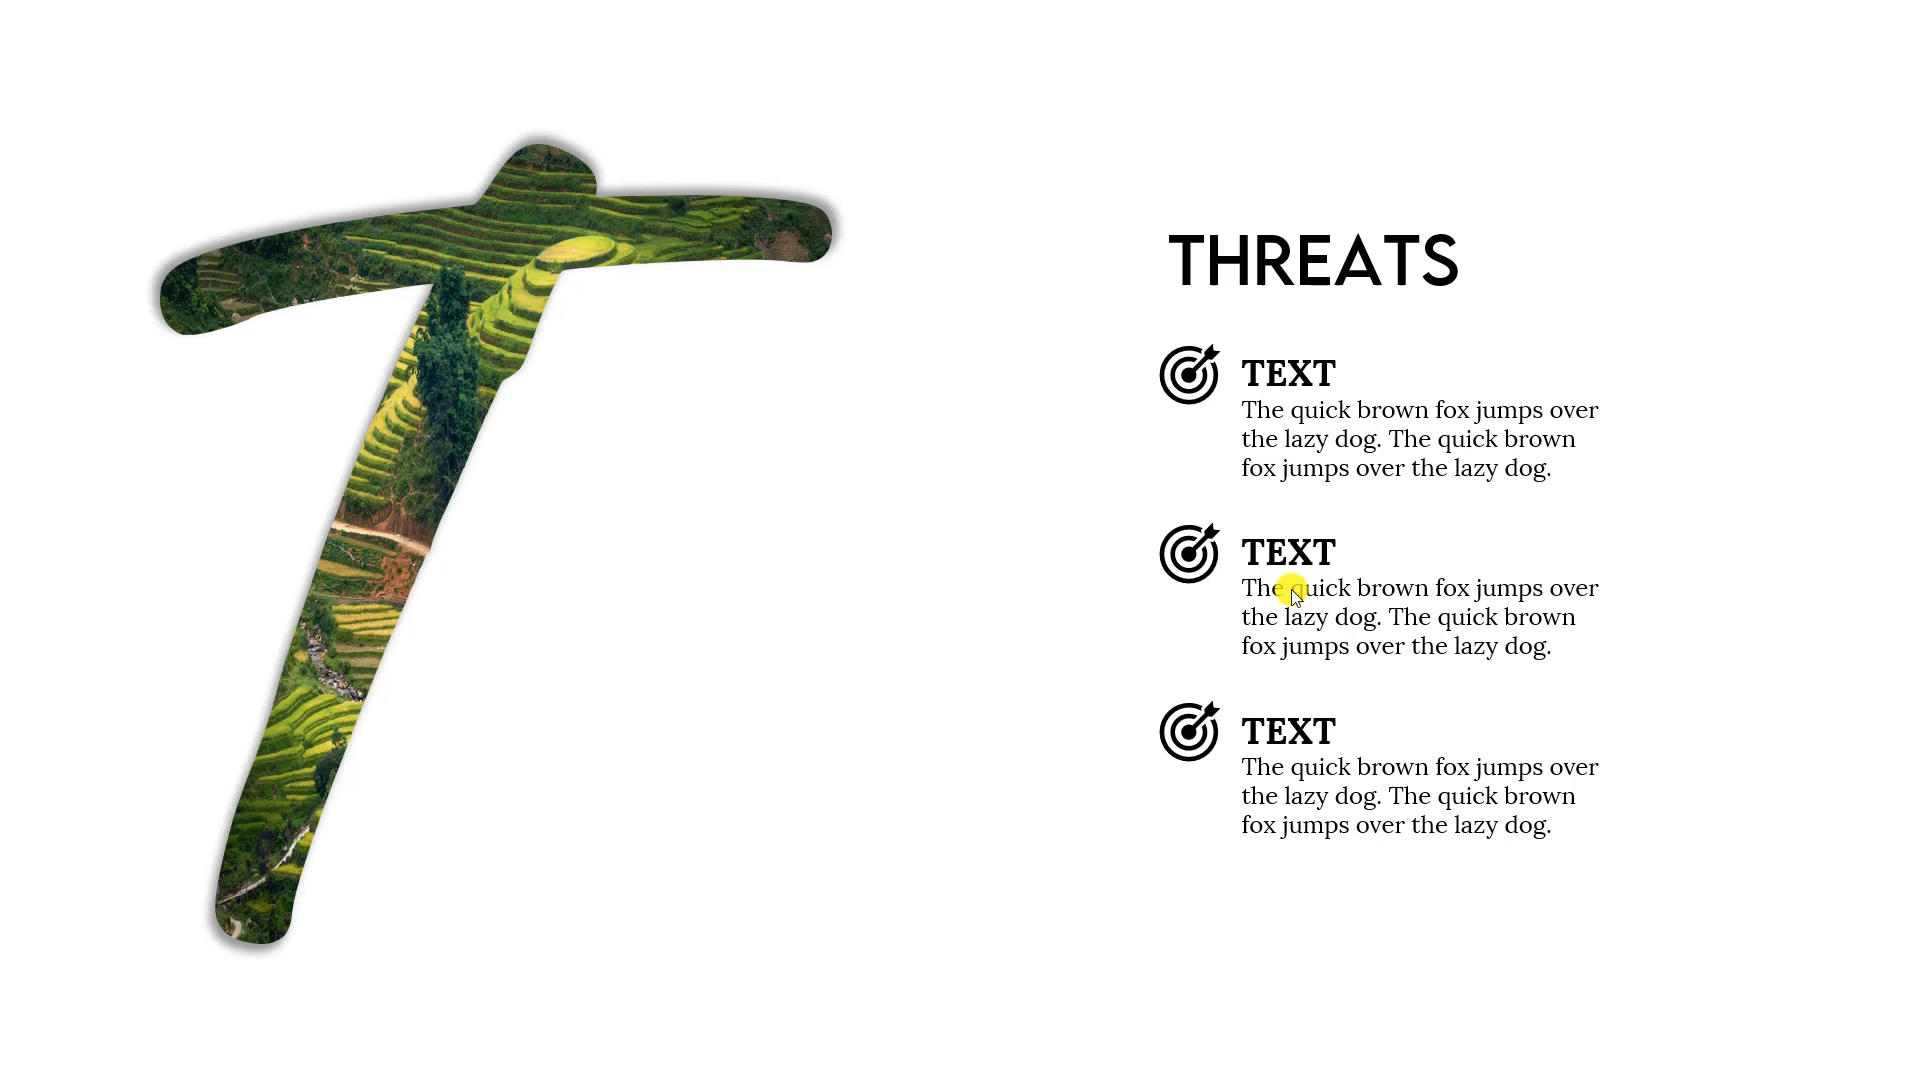 T
THREATS
TEXT
The quick brown fox jumps over
the lazy dog. The quick brown
fox jumps over the lazy dog.
TEXT
The quick brown fox jumps over
the lazy dog. The quick brown
fox jumps over the lazy dog.
TEXT
The quick brown fox jumps over
the lazy dog. The quick brown
fox jumps over the lazy dog.